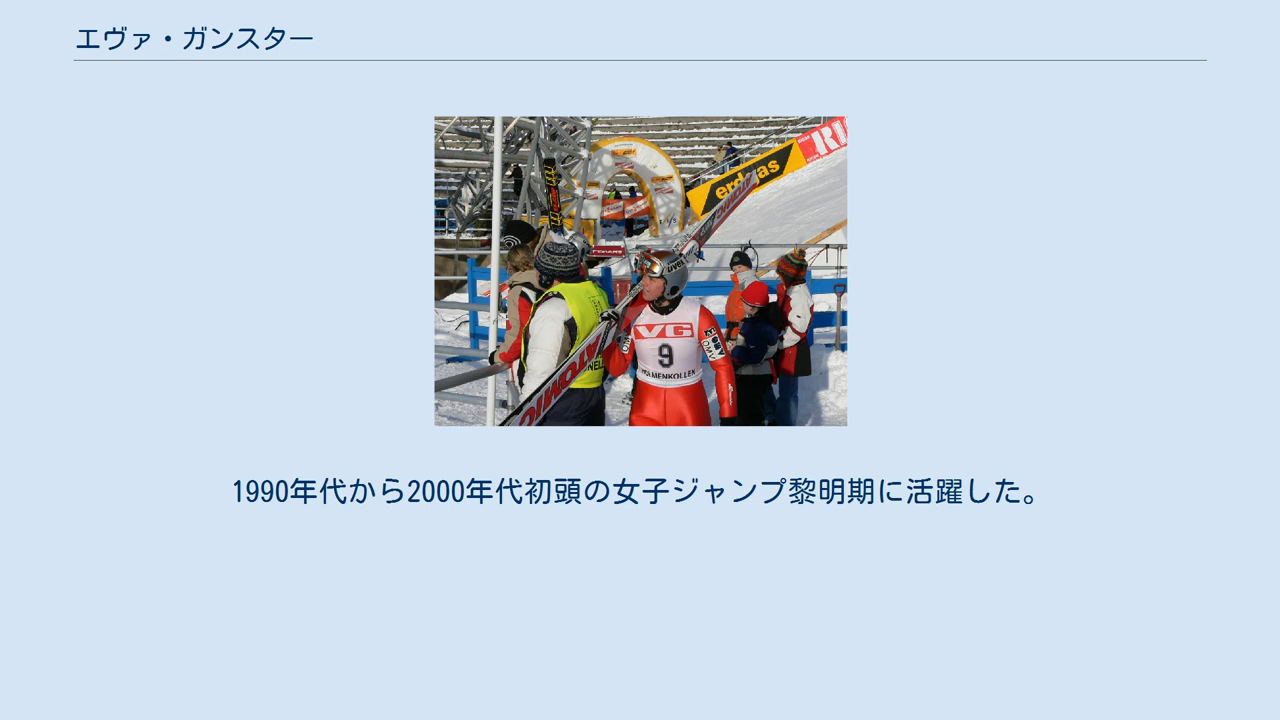 エヴァ・ガンスター
erdgas
uvex
VG
9
HOLMENKOLLEN
ATOMIC
1990年代から2000年代初頭の女子ジャンプ黎明期に活躍した。